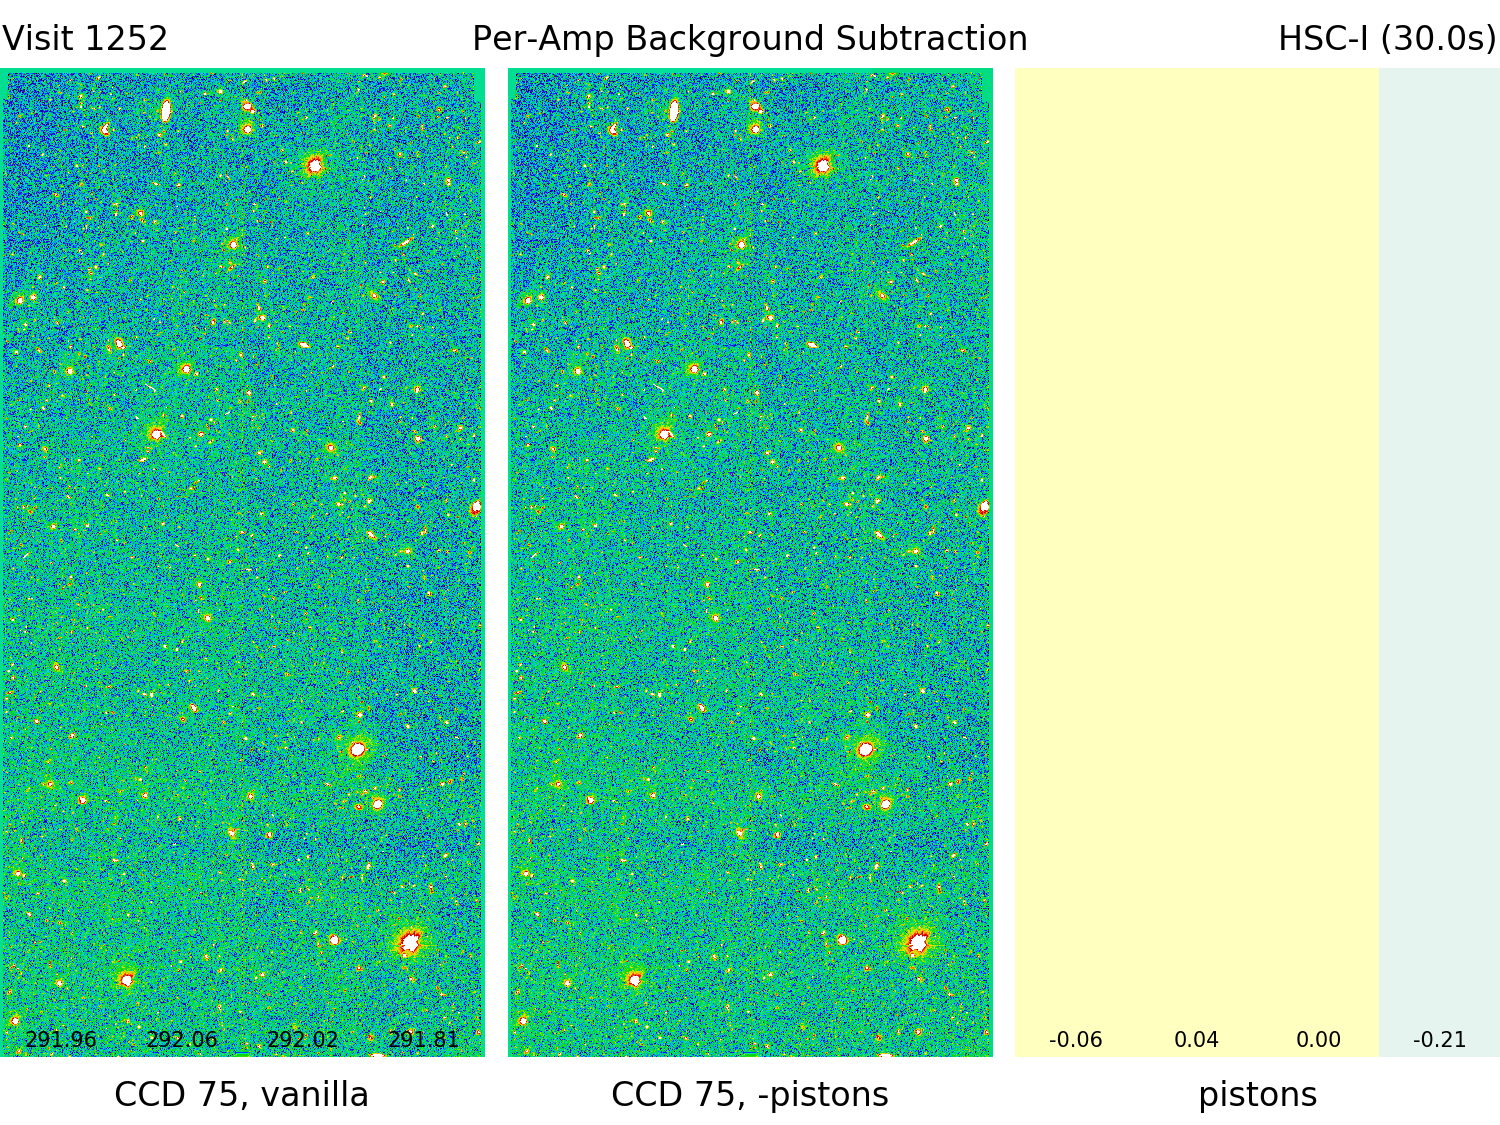 Visit 1252 Per-Amp Background Subtraction HSC-I (30.0s)
291.96 292.06 292.02 291.81 -0.06 0.04 0.00 -0.21
CCD 75, vanilla CCD 75, -pistons pistons